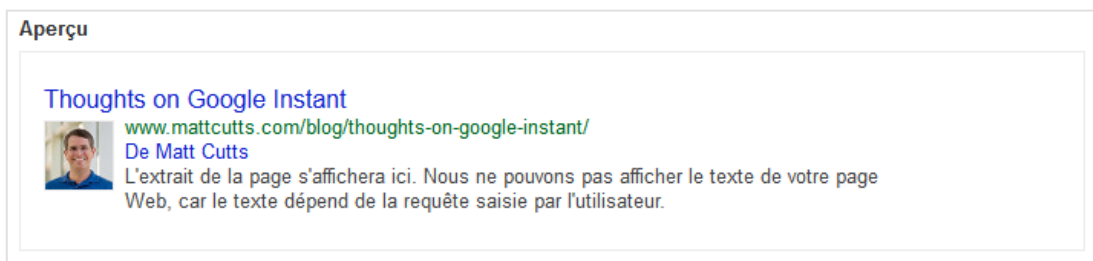 Aperçu
Thoughts on Google Instant
www.mattcutts.com/blog/thoughts-on-google-instant/
De Matt Cutts
L'extrait de la page s'affichera ici. Nous ne pouvons pas afficher le texte de votre page
Web, car le texte dépend de la requête saisie par l'utilisateur.